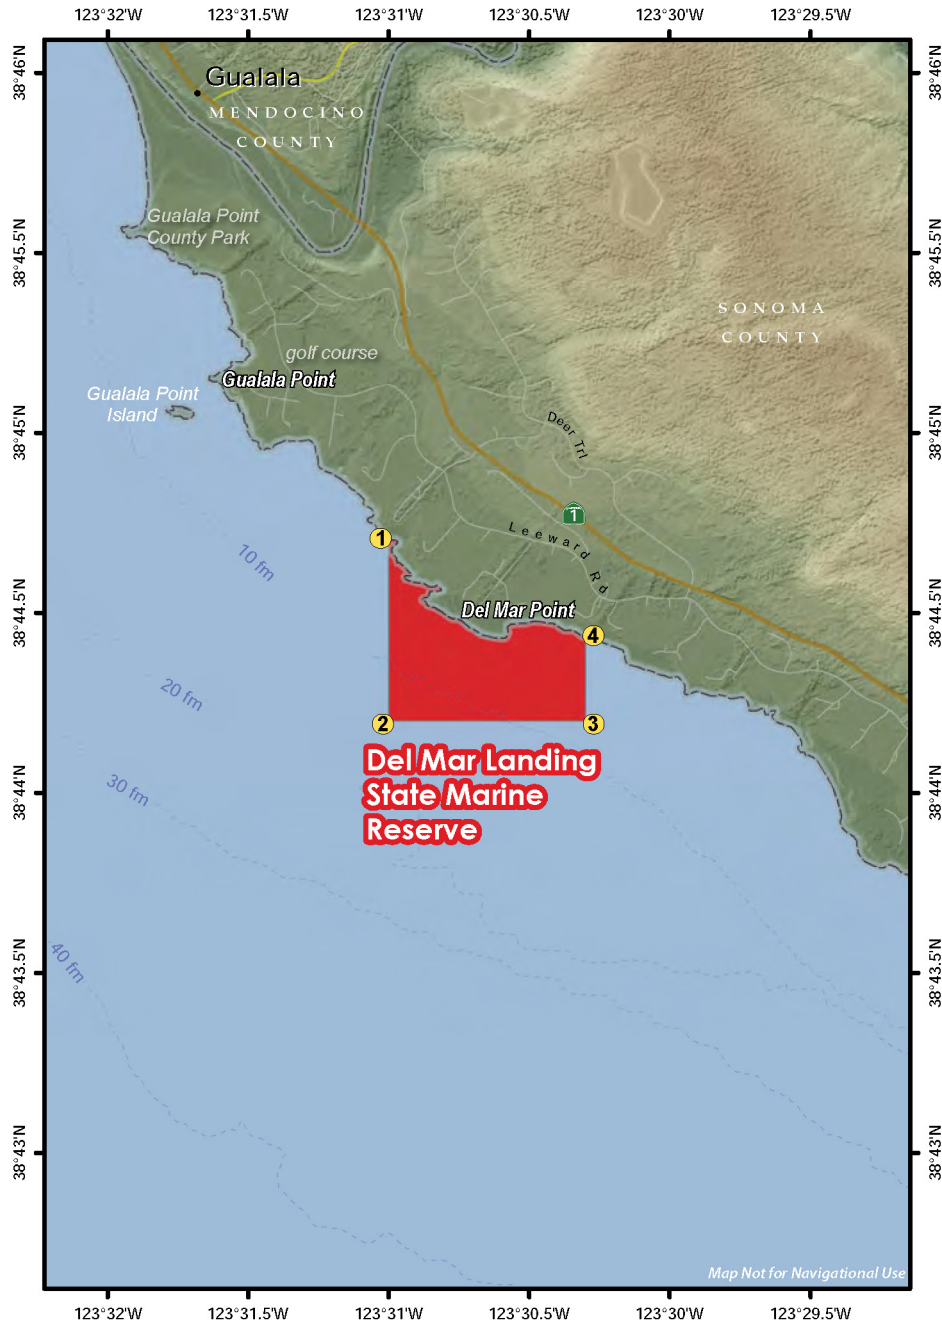 123°32'W 123°31.5'W 123°31'W 123°30.5'W 123°30'W 123°29.5'W
38°46'N
38°46'N
Gualala
MENDOCINO
COUNTY
Gualala Point
County Park
38°45.5'N
38°45.5'N
SONOMA
COUNTY
golf course
Gualala Point
Gualala Point
Island
38°45'N
38°45'N
Deer Trl
1
Leeward Rd
1
10 fm
38°44.5'N
38°44.5'N
Del Mar Point
4
20 fm
2
3
Del Mar Landing
State Marine
Reserve
30 fm
38°44'N
38°44'N
40 fm
38°43.5'N
38°43.5'N
38°43'N
38°43'N
Map Not for Navigational Use
123°32'W 123°31.5'W 123°31'W 123°30.5'W 123°30'W 123°29.5'W